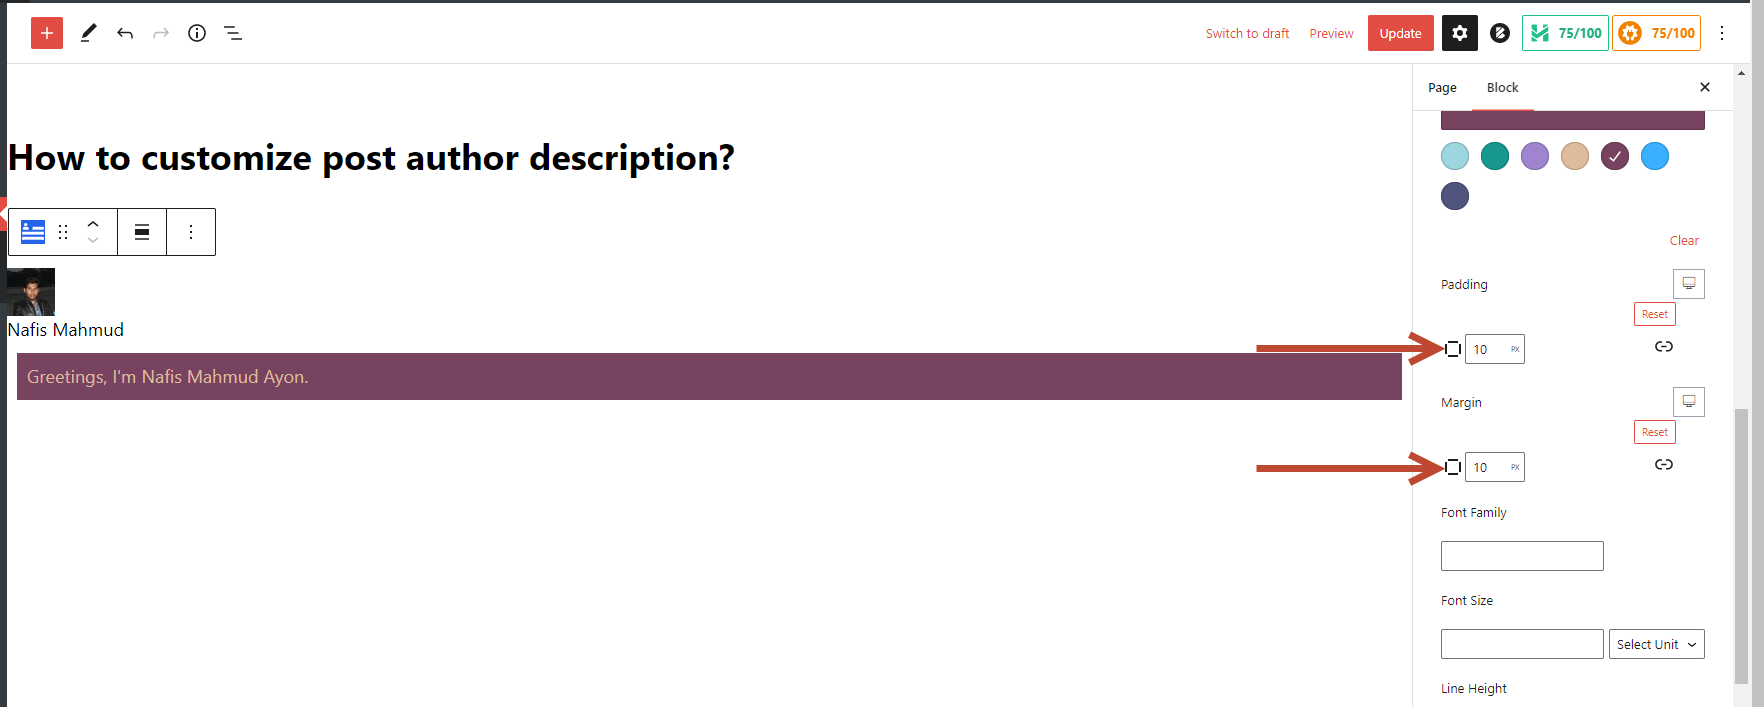 Switch to draft Preview Update 75/100 75/100
Page Block
How to customize post author description?
Clear
Padding
Reset
Nafis Mahmud
10 PX
Greetings, I'm Nafis Mahmud Ayon.
Margin
Reset
10 PX
Font Family
Font Size
Select Unit
Line Height